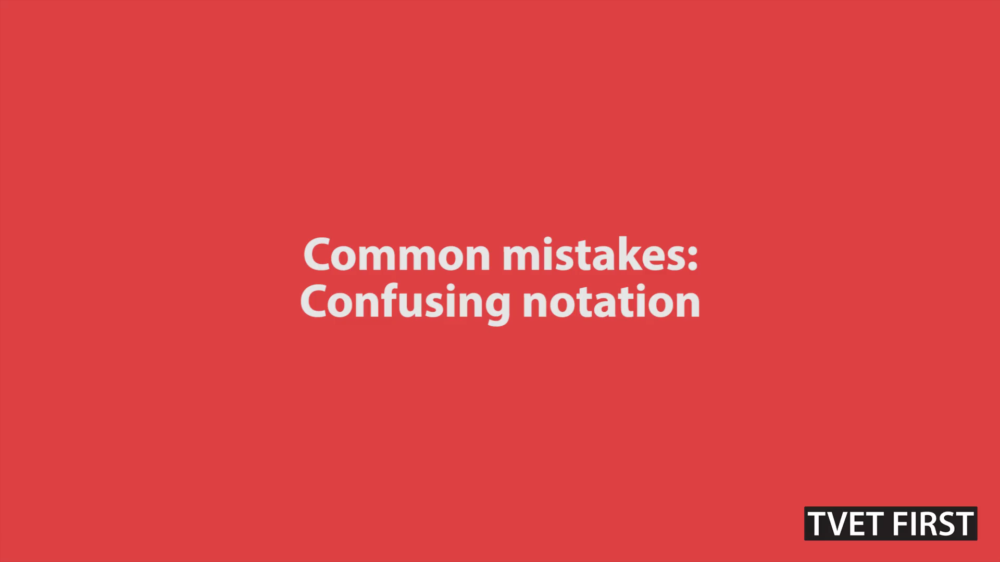 Common mistakes:
Confusing notation
TVET FIRST